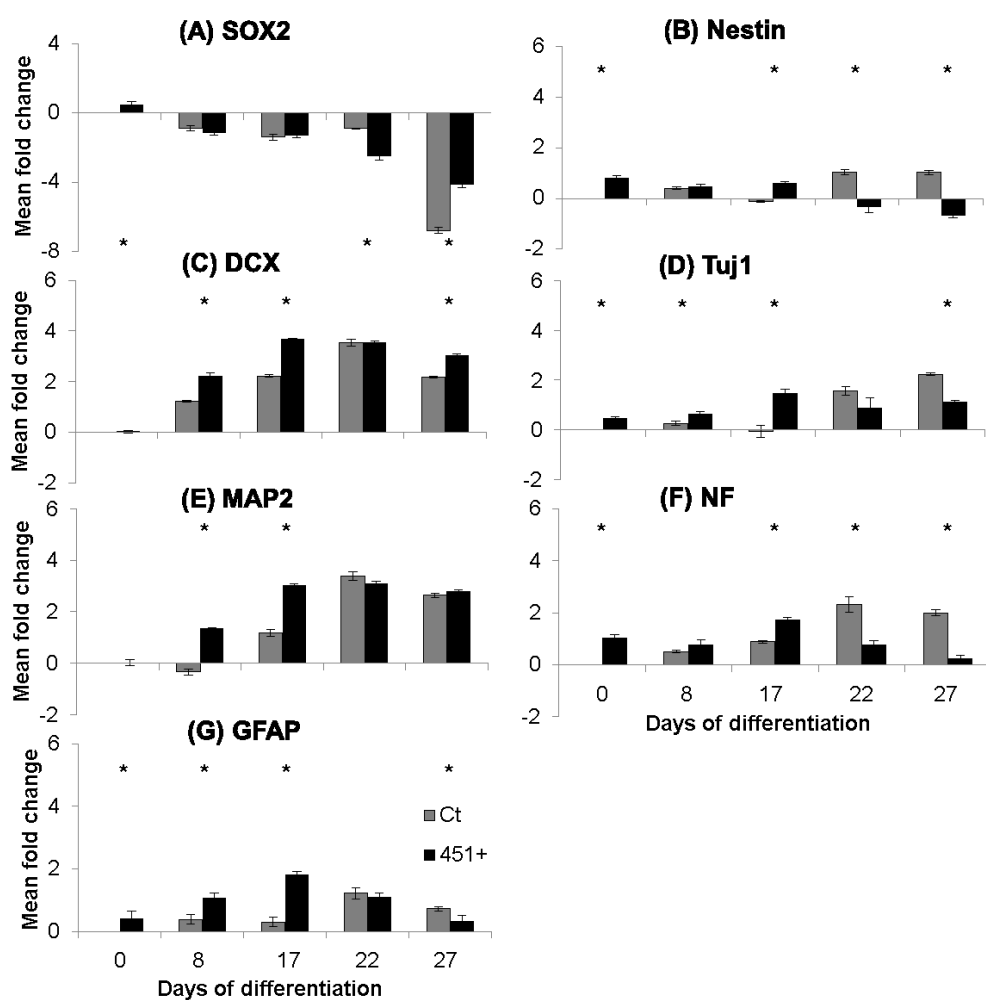 (A) SOX2
Mean fold change
4
0
-4
-8
* * *
(B) Nestin
6
4
2
0
-2
* * * *
(C) DCX
Mean fold change
6
4
2
0
-2
* * *
(D) Tuj1
6
4
2
0
-2
* * * *
(E) MAP2
Mean fold change
6
4
2
0
-2
* *
(F) NF
6
4
2
0
-2
* * * *
0 8 17 22 27
Days of differentiation
(G) GFAP
Mean fold change
6
4
2
0
* * * *
Ct
451+
0 8 17 22 27
Days of differentiation